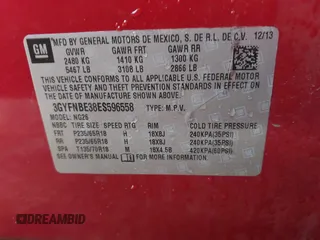 GM
MFD BY GENERAL MOTORS DE MEXICO, S. DE R.L. DE C.V. 12/13
GVWR GAWR FRT GAWR RR
2480 KG 1410 KG 1300 KG
5467 LB 3108 LB 2866 LB
THIS VEHICLE CONFORMS TO ALL APPLICABLE U.S. FEDERAL MOTOR
VEHICLE SAFETY AND THEFT PREVENTION STANDARDS IN EFFECT
ON THE DATE OF MANUFACTURE SHOWN ABOVE.
3GYFNBE38ES596558 TYPE: M.P.V.
MODEL: NG26
TIRE SIZE SPEED RTG RIM COLD TIRE PRESSURE
FRT P235/65R18 H 18X8J 240KPA(35PSI)
RR P235/65R18 H 18X8J 240KPA(35PSI)
SPA T135/70R18 M 18X4.5B 420KPA(60PSI)
SEE OWNER'S MANUAL FOR ADDITIONAL INFORMATION.
DREAMBID